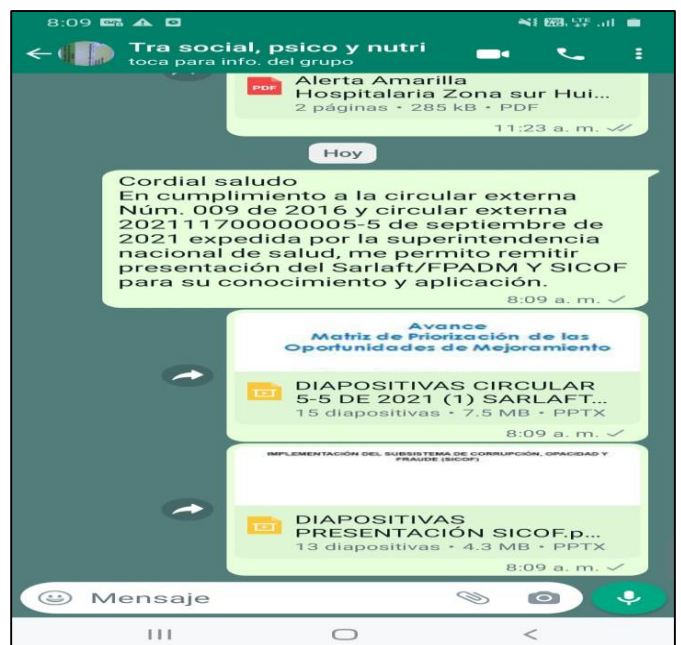 8:09
LTE
Tra social, psico y nutri
toca para info. del grupo
PDF
Alerta Amarilla
Hospitalaria Zona sur Hui...
2 páginas • 285 kB • PDF
11:23 a. m.
Hoy
Cordial saludo
En cumplimiento a la circular externa
Núm. 009 de 2016 y circular externa
202111700000005-5 de septiembre de
2021 expedida por la superintendencia
nacional de salud, me permito remitir
presentación del Sarlaft/FPADM Y SICOF
para su conocimiento y aplicación.
8:09 a. m.
Avance
Matriz de Priorización de las
Oportunidades de Mejoramiento
DIAPOSITIVAS CIRCULAR
5-5 DE 2021 (1) SARLAFT...
15 diapositivas • 7.5 MB • PPTX
8:09 a. m.
IMPLEMENTACIÓN DEL SUBSISTEMA DE CORRUPCIÓN, OPACIDAD Y
FRAUDE (SICOF)
DIAPOSITIVAS
PRESENTACIÓN SICOF.p...
13 diapositivas • 4.3 MB • PPTX
8:09 a. m.
Mensaje